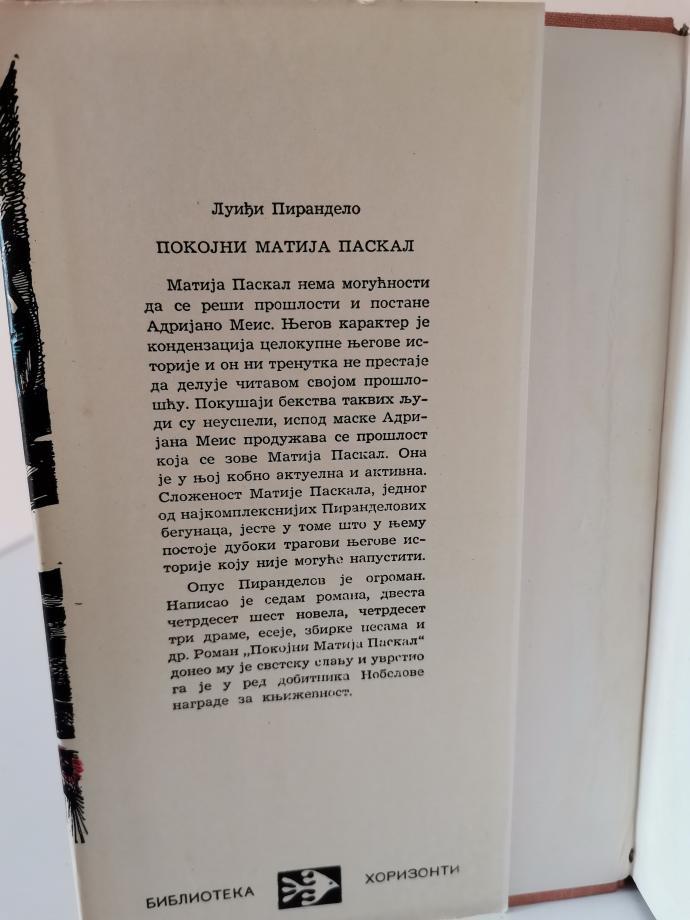 Луиђи Пирандело
ПОКОЈНИ МАТИЈА ПАСКАЛ
Матија Паскал нема могућности
да се реши прошлости и постане
Адријано Меис. Његов карактер је
кондензација целокупне његове ис-
торије и он ни тренутка не престаје
да делује читавом својом прошло-
шћу. Покушаји бекства таквих љу-
ди су неуспели, испод маске Адри-
јана Меис продужава се прошлост
која се зове Матија Паскал. Она
је у њој кобно актуелна и активна.
Сложеност Матије Паскала, једног
од најкомплекснијих Пиранделових
бегунаца, јесте у томе што у њему
постоје дубоки трагови његове ис-
торије коју није могуће напустити.
Опус Пиранделов је огроман.
Написао је седам романа, двеста
четрдесет шест новела, четрдесет
три драме, есеје, збирке песама и
др. Роман „Покојни Матија Паскал“
донео му је светску славу и уврстио
га је у ред добитника Нобелове
награде за књижевност.
БИБЛИОТЕКА ХОРИЗОНТИ